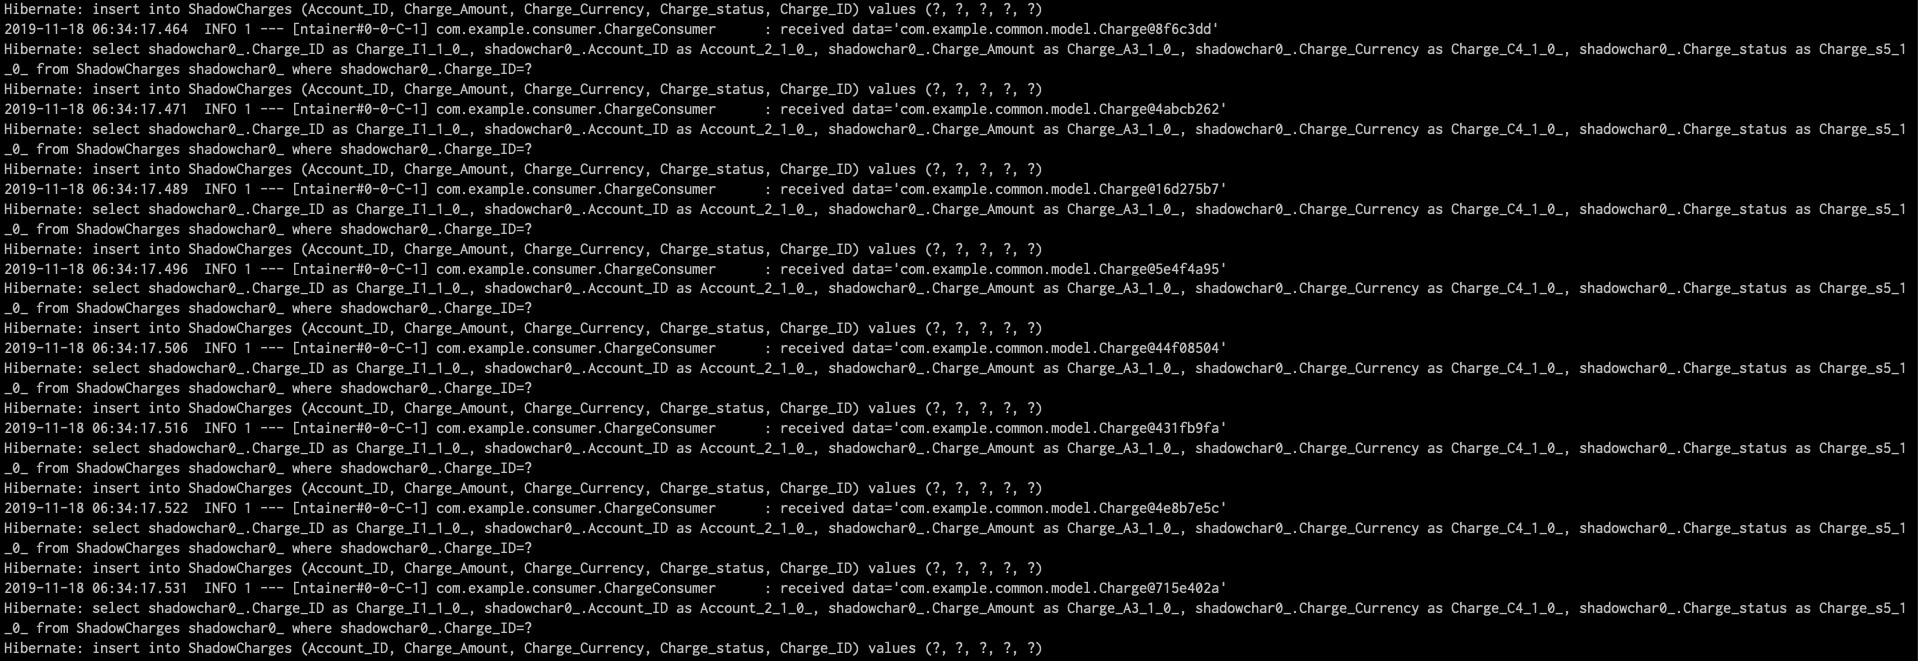 Hibernate: insert into ShadowCharges (Account_ID, Charge_Amount, Charge_Currency, Charge_status, Charge_ID) values (?, ?, ?, ?, ?)
2019-11-18 06:34:17.464  INFO 1 --- [ntainer#0-0-C-1] com.example.consumer.ChargeConsumer      : received data='com.example.common.model.Charge@8f6c3dd'
Hibernate: select shadowchar0_.Charge_ID as Charge_I1_1_0_, shadowchar0_.Account_ID as Account_2_1_0_, shadowchar0_.Charge_Amount as Charge_A3_1_0_, shadowchar0_.Charge_Currency as Charge_C4_1_0_, shadowchar0_.Charge_status as Charge_s5_1
_0_ from ShadowCharges shadowchar0_ where shadowchar0_.Charge_ID=?
Hibernate: insert into ShadowCharges (Account_ID, Charge_Amount, Charge_Currency, Charge_status, Charge_ID) values (?, ?, ?, ?, ?)
2019-11-18 06:34:17.471  INFO 1 --- [ntainer#0-0-C-1] com.example.consumer.ChargeConsumer      : received data='com.example.common.model.Charge@4abcb262'
Hibernate: select shadowchar0_.Charge_ID as Charge_I1_1_0_, shadowchar0_.Account_ID as Account_2_1_0_, shadowchar0_.Charge_Amount as Charge_A3_1_0_, shadowchar0_.Charge_Currency as Charge_C4_1_0_, shadowchar0_.Charge_status as Charge_s5_1
_0_ from ShadowCharges shadowchar0_ where shadowchar0_.Charge_ID=?
Hibernate: insert into ShadowCharges (Account_ID, Charge_Amount, Charge_Currency, Charge_status, Charge_ID) values (?, ?, ?, ?, ?)
2019-11-18 06:34:17.489  INFO 1 --- [ntainer#0-0-C-1] com.example.consumer.ChargeConsumer      : received data='com.example.common.model.Charge@16d275b7'
Hibernate: select shadowchar0_.Charge_ID as Charge_I1_1_0_, shadowchar0_.Account_ID as Account_2_1_0_, shadowchar0_.Charge_Amount as Charge_A3_1_0_, shadowchar0_.Charge_Currency as Charge_C4_1_0_, shadowchar0_.Charge_status as Charge_s5_1
_0_ from ShadowCharges shadowchar0_ where shadowchar0_.Charge_ID=?
Hibernate: insert into ShadowCharges (Account_ID, Charge_Amount, Charge_Currency, Charge_status, Charge_ID) values (?, ?, ?, ?, ?)
2019-11-18 06:34:17.496  INFO 1 --- [ntainer#0-0-C-1] com.example.consumer.ChargeConsumer      : received data='com.example.common.model.Charge@5e4f4a95'
Hibernate: select shadowchar0_.Charge_ID as Charge_I1_1_0_, shadowchar0_.Account_ID as Account_2_1_0_, shadowchar0_.Charge_Amount as Charge_A3_1_0_, shadowchar0_.Charge_Currency as Charge_C4_1_0_, shadowchar0_.Charge_status as Charge_s5_1
_0_ from ShadowCharges shadowchar0_ where shadowchar0_.Charge_ID=?
Hibernate: insert into ShadowCharges (Account_ID, Charge_Amount, Charge_Currency, Charge_status, Charge_ID) values (?, ?, ?, ?, ?)
2019-11-18 06:34:17.506  INFO 1 --- [ntainer#0-0-C-1] com.example.consumer.ChargeConsumer      : received data='com.example.common.model.Charge@44f08504'
Hibernate: select shadowchar0_.Charge_ID as Charge_I1_1_0_, shadowchar0_.Account_ID as Account_2_1_0_, shadowchar0_.Charge_Amount as Charge_A3_1_0_, shadowchar0_.Charge_Currency as Charge_C4_1_0_, shadowchar0_.Charge_status as Charge_s5_1
_0_ from ShadowCharges shadowchar0_ where shadowchar0_.Charge_ID=?
Hibernate: insert into ShadowCharges (Account_ID, Charge_Amount, Charge_Currency, Charge_status, Charge_ID) values (?, ?, ?, ?, ?)
2019-11-18 06:34:17.516  INFO 1 --- [ntainer#0-0-C-1] com.example.consumer.ChargeConsumer      : received data='com.example.common.model.Charge@431fb9fa'
Hibernate: select shadowchar0_.Charge_ID as Charge_I1_1_0_, shadowchar0_.Account_ID as Account_2_1_0_, shadowchar0_.Charge_Amount as Charge_A3_1_0_, shadowchar0_.Charge_Currency as Charge_C4_1_0_, shadowchar0_.Charge_status as Charge_s5_1
_0_ from ShadowCharges shadowchar0_ where shadowchar0_.Charge_ID=?
Hibernate: insert into ShadowCharges (Account_ID, Charge_Amount, Charge_Currency, Charge_status, Charge_ID) values (?, ?, ?, ?, ?)
2019-11-18 06:34:17.522  INFO 1 --- [ntainer#0-0-C-1] com.example.consumer.ChargeConsumer      : received data='com.example.common.model.Charge@4e8b7e5c'
Hibernate: select shadowchar0_.Charge_ID as Charge_I1_1_0_, shadowchar0_.Account_ID as Account_2_1_0_, shadowchar0_.Charge_Amount as Charge_A3_1_0_, shadowchar0_.Charge_Currency as Charge_C4_1_0_, shadowchar0_.Charge_status as Charge_s5_1
_0_ from ShadowCharges shadowchar0_ where shadowchar0_.Charge_ID=?
Hibernate: insert into ShadowCharges (Account_ID, Charge_Amount, Charge_Currency, Charge_status, Charge_ID) values (?, ?, ?, ?, ?)
2019-11-18 06:34:17.531  INFO 1 --- [ntainer#0-0-C-1] com.example.consumer.ChargeConsumer      : received data='com.example.common.model.Charge@715e402a'
Hibernate: select shadowchar0_.Charge_ID as Charge_I1_1_0_, shadowchar0_.Account_ID as Account_2_1_0_, shadowchar0_.Charge_Amount as Charge_A3_1_0_, shadowchar0_.Charge_Currency as Charge_C4_1_0_, shadowchar0_.Charge_status as Charge_s5_1
_0_ from ShadowCharges shadowchar0_ where shadowchar0_.Charge_ID=?
Hibernate: insert into ShadowCharges (Account_ID, Charge_Amount, Charge_Currency, Charge_status, Charge_ID) values (?, ?, ?, ?, ?)